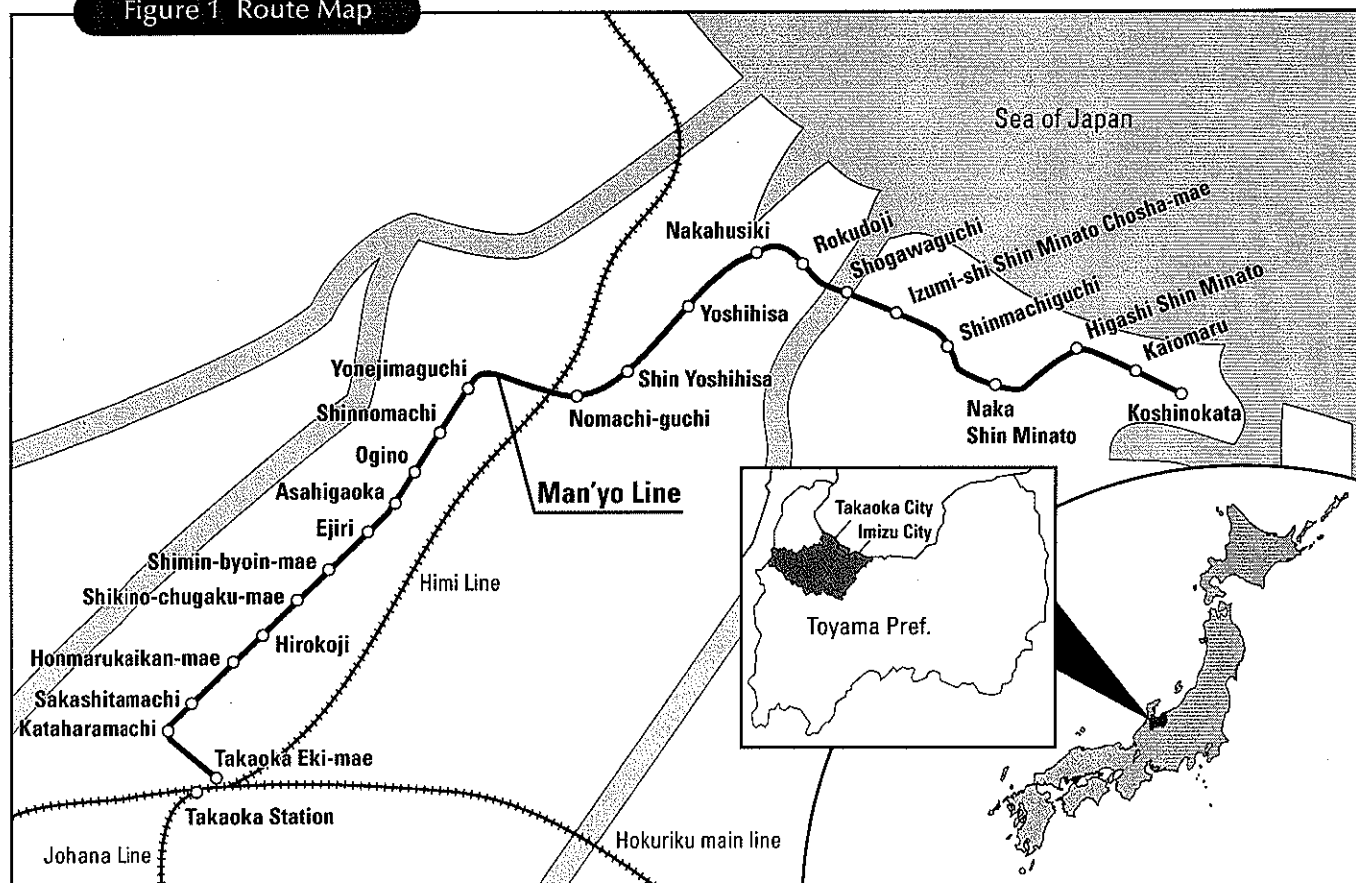 Figure 1 Route Map
Sea of Japan
Nakahusiki
Rokudoji
Shogawaguchi
Izumi-shi Shin Minato Chosha-mae
Shinmachiguchi
Higashi Shin Minato
Kaiomaru
Yoshihisa
Yonejimaguchi
Shin Yoshihisa
Shinnomachi
Nomachi-guchi
Naka
Shin Minato
Koshinokata
Ogino
Asahigaoka
Man'yo Line
Takaoka City
Imizu City
Ejiri
Shimin-byoin-mae
Himi Line
Shikino-chugaku-mae
Toyama Pref.
Hirokoji
Honmarukaikan-mae
Sakashitamachi
Kataharamachi
Takaoka Eki-mae
Takaoka Station
Johana Line
Hokuriku main line